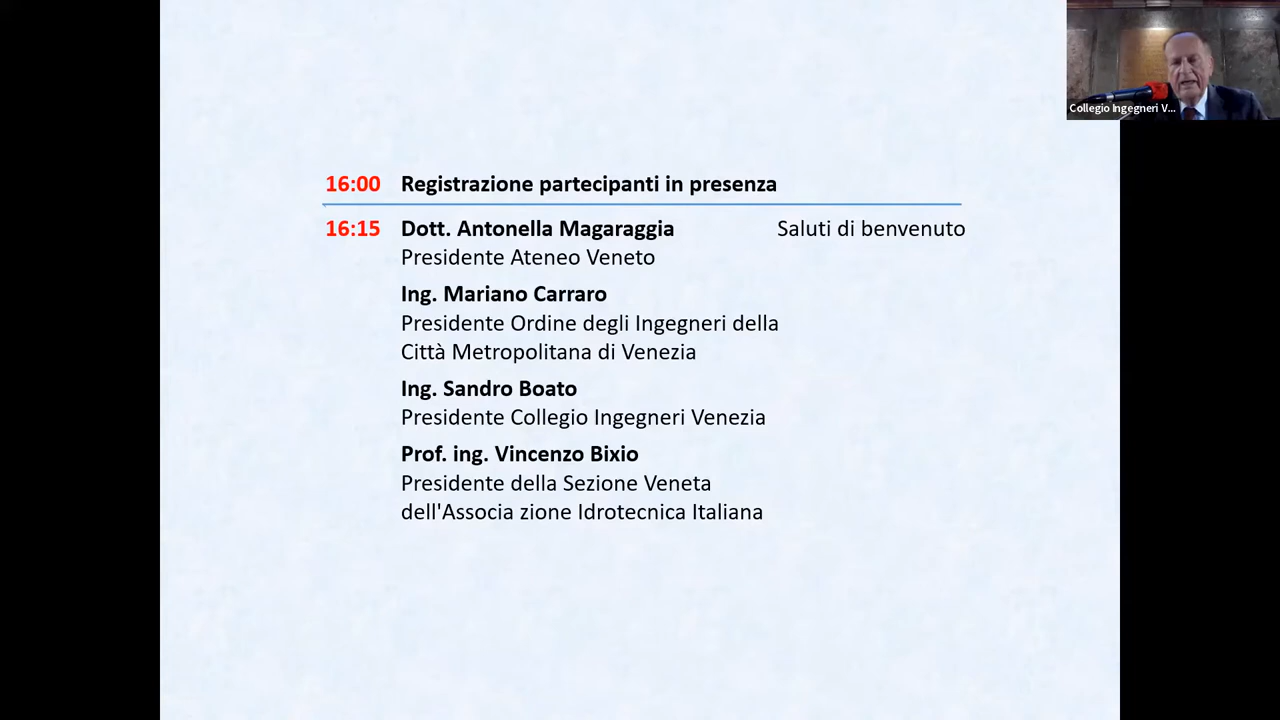 Collegio Ingegneri V...
16:00 Registrazione partecipanti in presenza
16:15 Dott. Antonella Magaraggia Saluti di benvenuto
Presidente Ateneo Veneto
Ing. Mariano Carraro
Presidente Ordine degli Ingegneri della
Città Metropolitana di Venezia
Ing. Sandro Boato
Presidente Collegio Ingegneri Venezia
Prof. ing. Vincenzo Bixio
Presidente della Sezione Veneta
dell'Associa zione Idrotecnica Italiana